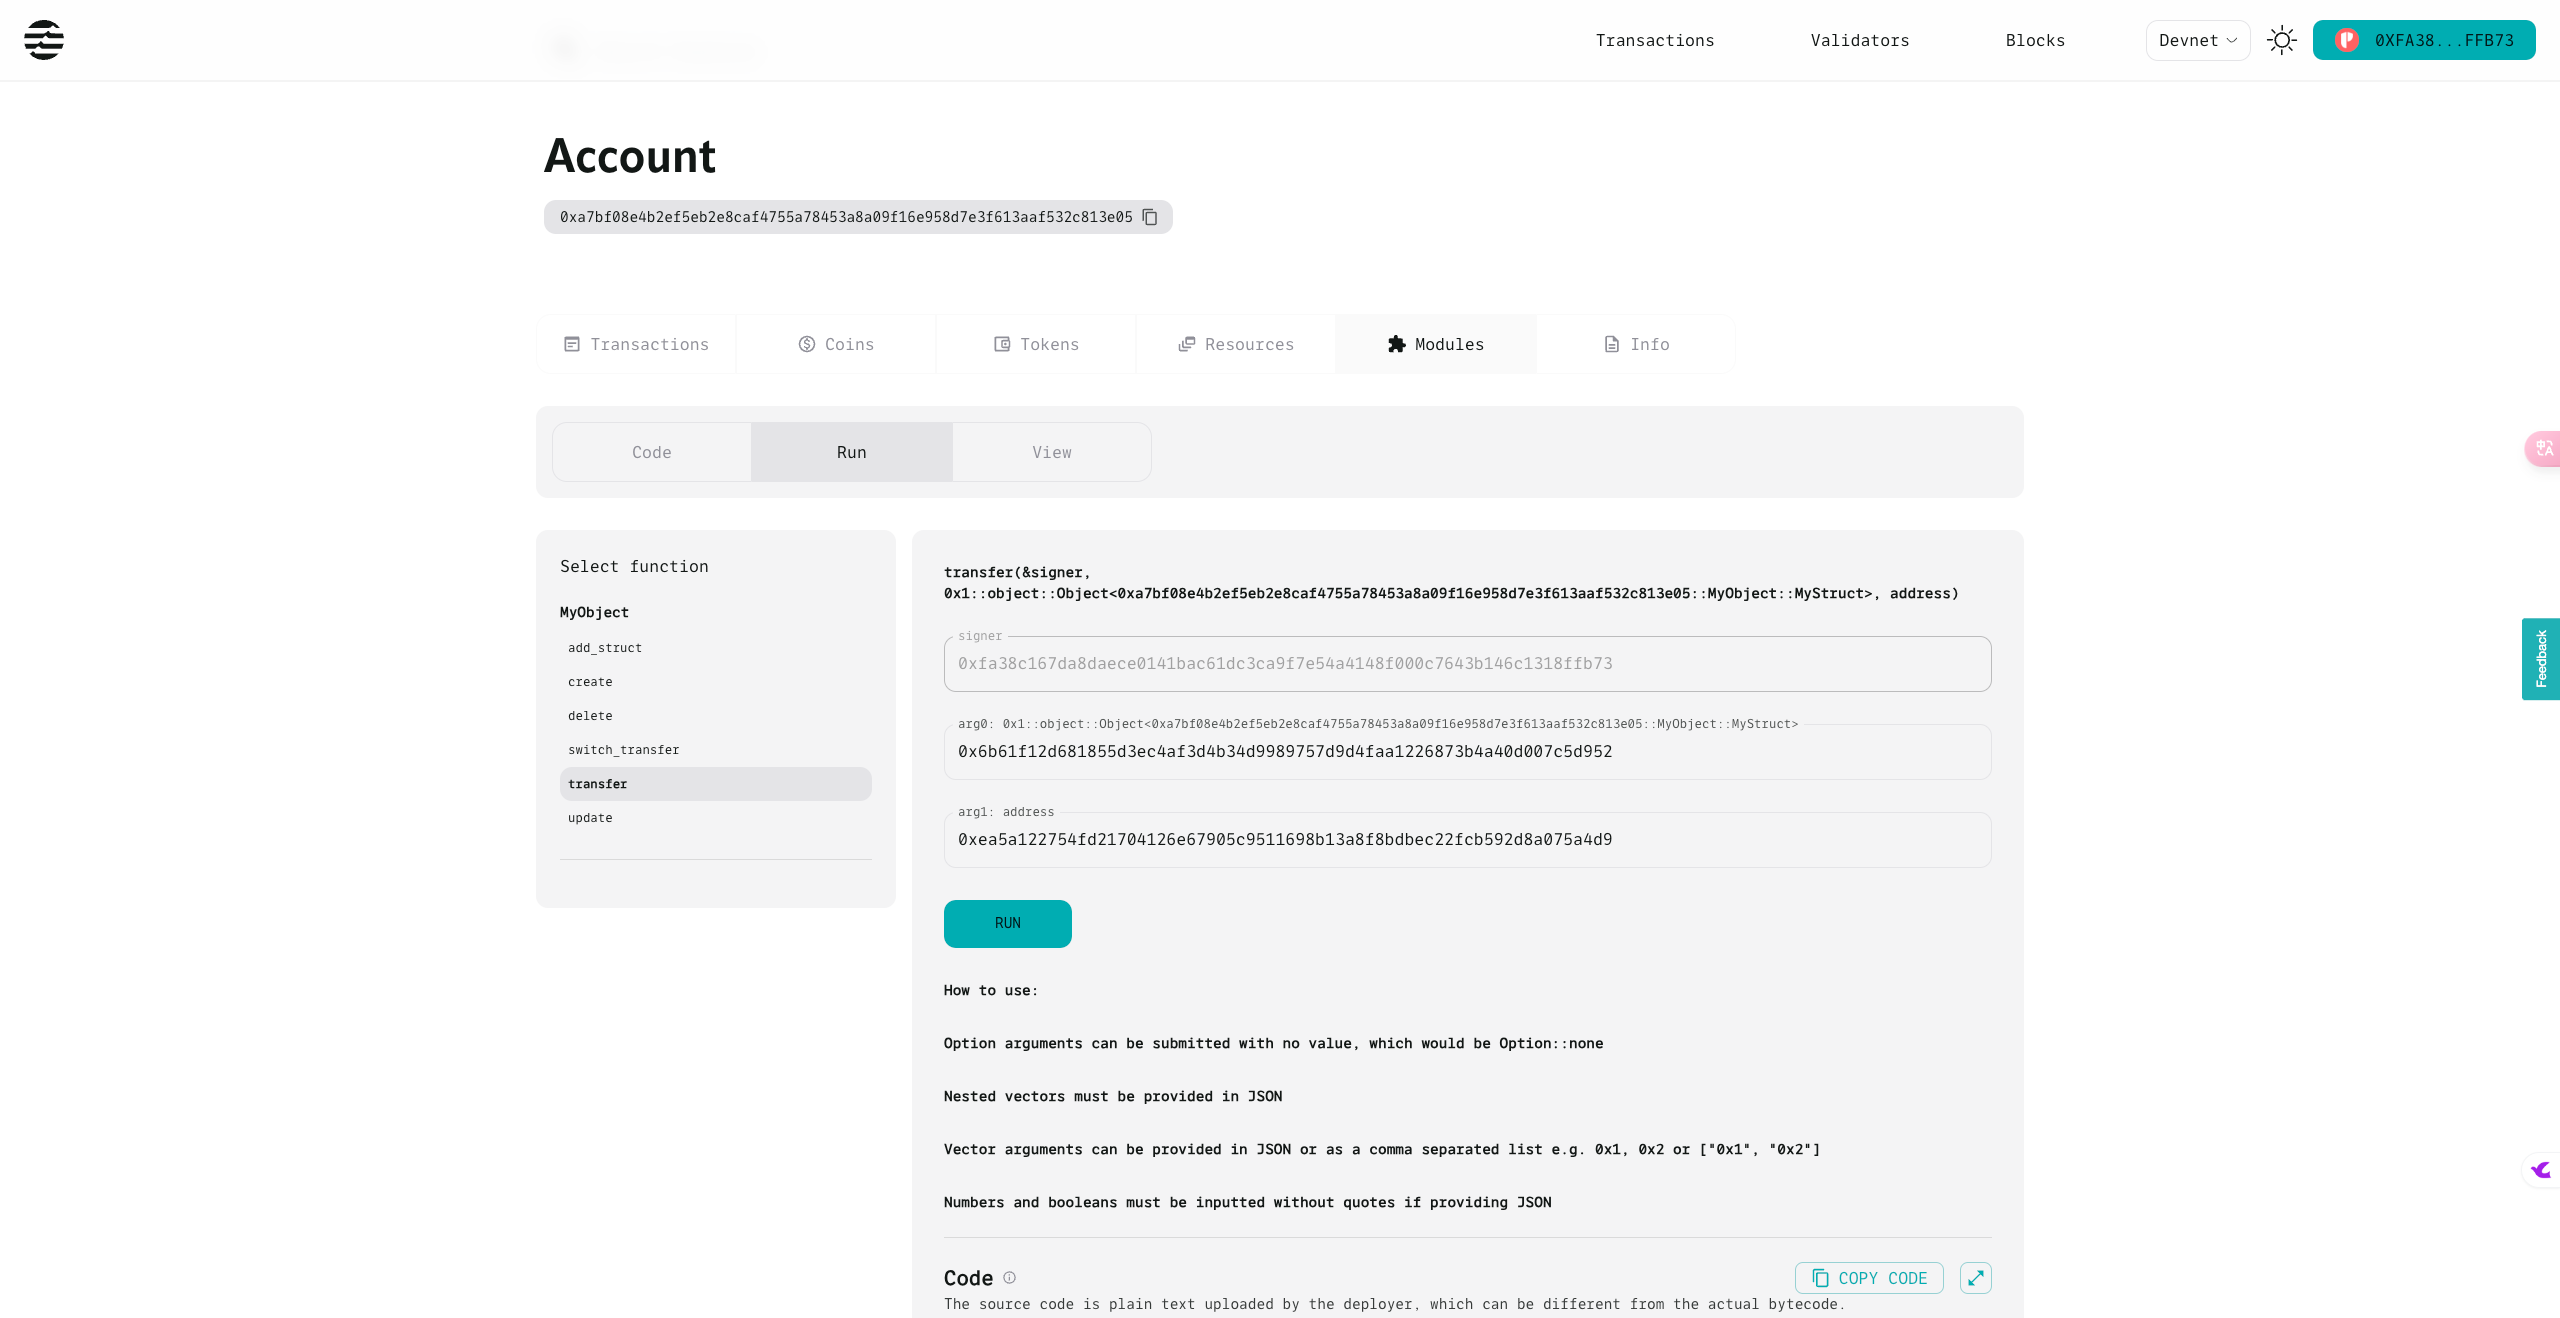 Transactions
Validators
Blocks
Devnet
0XFA38...FFB73
Account
0xa7bf08e4b2ef5eb2e8caf4755a78453a8a09f16e958d7e3f613aaf532c813e05
Transactions
Coins
Tokens
Resources
Modules
Info
Code
Run
View
Select function
MyObject
add_struct
create
delete
switch_transfer
transfer
update
transfer(&signer,
0x1::object::Object<0xa7bf08e4b2ef5eb2e8caf4755a78453a8a09f16e958d7e3f613aaf532c813e05::MyObject::MyStruct>, address)
signer
0xfa38c167da8daece0141bac61dc3ca9f7e54a4148f000c7643b146c1318ffb73
arg0: 0x1::object::Object<0xa7bf08e4b2ef5eb2e8caf4755a78453a8a09f16e958d7e3f613aaf532c813e05::MyObject::MyStruct>
0x6b61f12d681855d3ec4af3d4b34d9989757d9d4faa1226873b4a40d007c5d952
arg1: address
0xea5a122754fd21704126e67905c9511698b13a8f8bdbec22fcb592d8a075a4d9
RUN
How to use:
Option arguments can be submitted with no value, which would be Option::none
Nested vectors must be provided in JSON
Vector arguments can be provided in JSON or as a comma separated list e.g. 0x1, 0x2 or ["0x1", "0x2"]
Numbers and booleans must be inputted without quotes if providing JSON
Code
COPY CODE
The source code is plain text uploaded by the deployer, which can be different from the actual bytecode.
Feedback